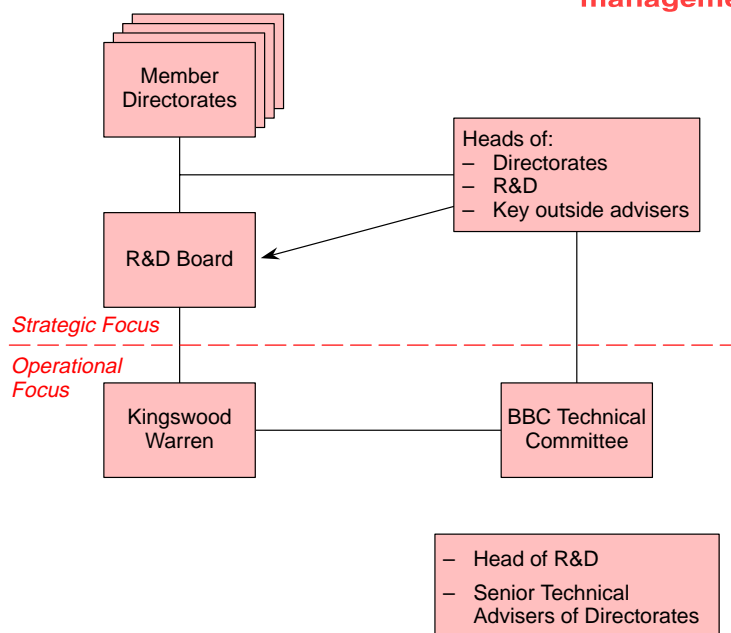 Member
Directorates
Heads of:
– Directorates
– R&D
– Key outside advisers
R&D Board
Strategic Focus
Operational
Focus
Kingswood
Warren
BBC Technical
Committee
– Head of R&D
– Senior Technical
Advisers of Directorates